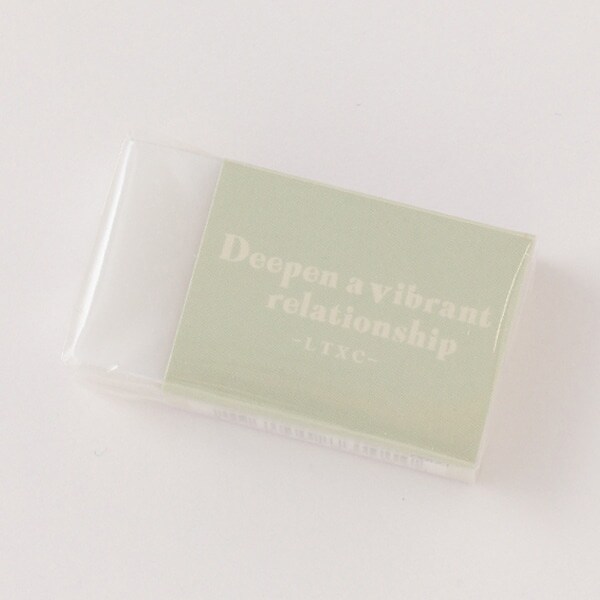 Deepen a vibrant
relationship
-LTXC-